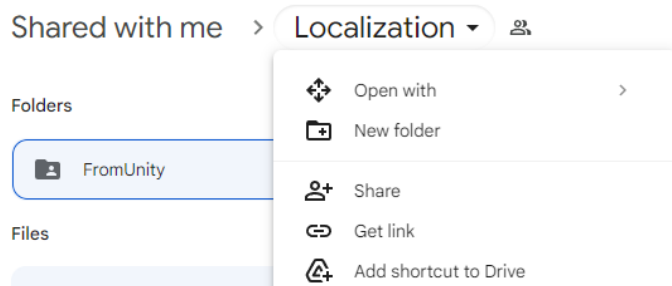 Shared with me > Localization
Open with
Folders
New folder
FromUnity
Share
Files
Get link
Add shortcut to Drive